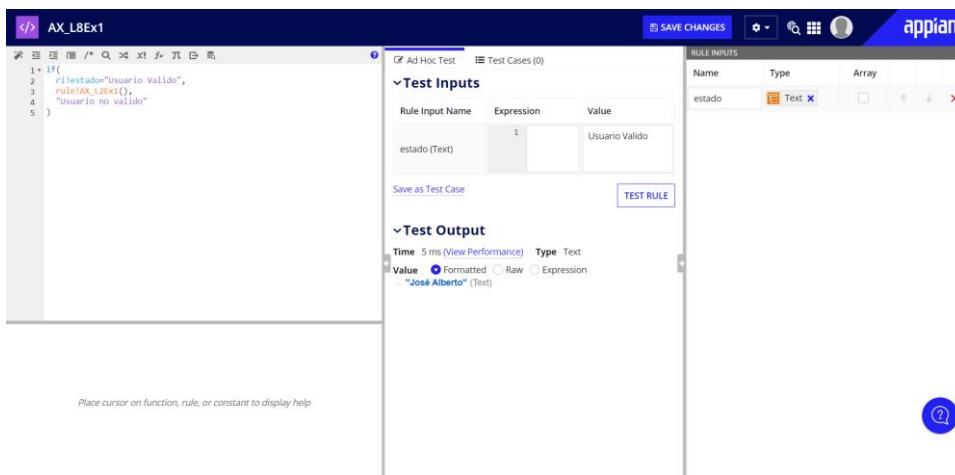 </> AX_L8Ex1
SAVE CHANGES
appian
1 if(
2 ri!estado="Usuario Valido",
3 rule!AX_L2Ex1(),
4 "Usuario no valido"
5 )
Place cursor on function, rule, or constant to display help
Ad Hoc Test Test Cases (0)
Test Inputs
Rule Input Name Expression Value
estado (Text) 1 Usuario Valido
Save as Test Case TEST RULE
Test Output
Time 5 ms (View Performance) Type Text
Value Formatted Raw Expression
"José Alberto" (Text)
RULE INPUTS
Name Type Array
estado Text